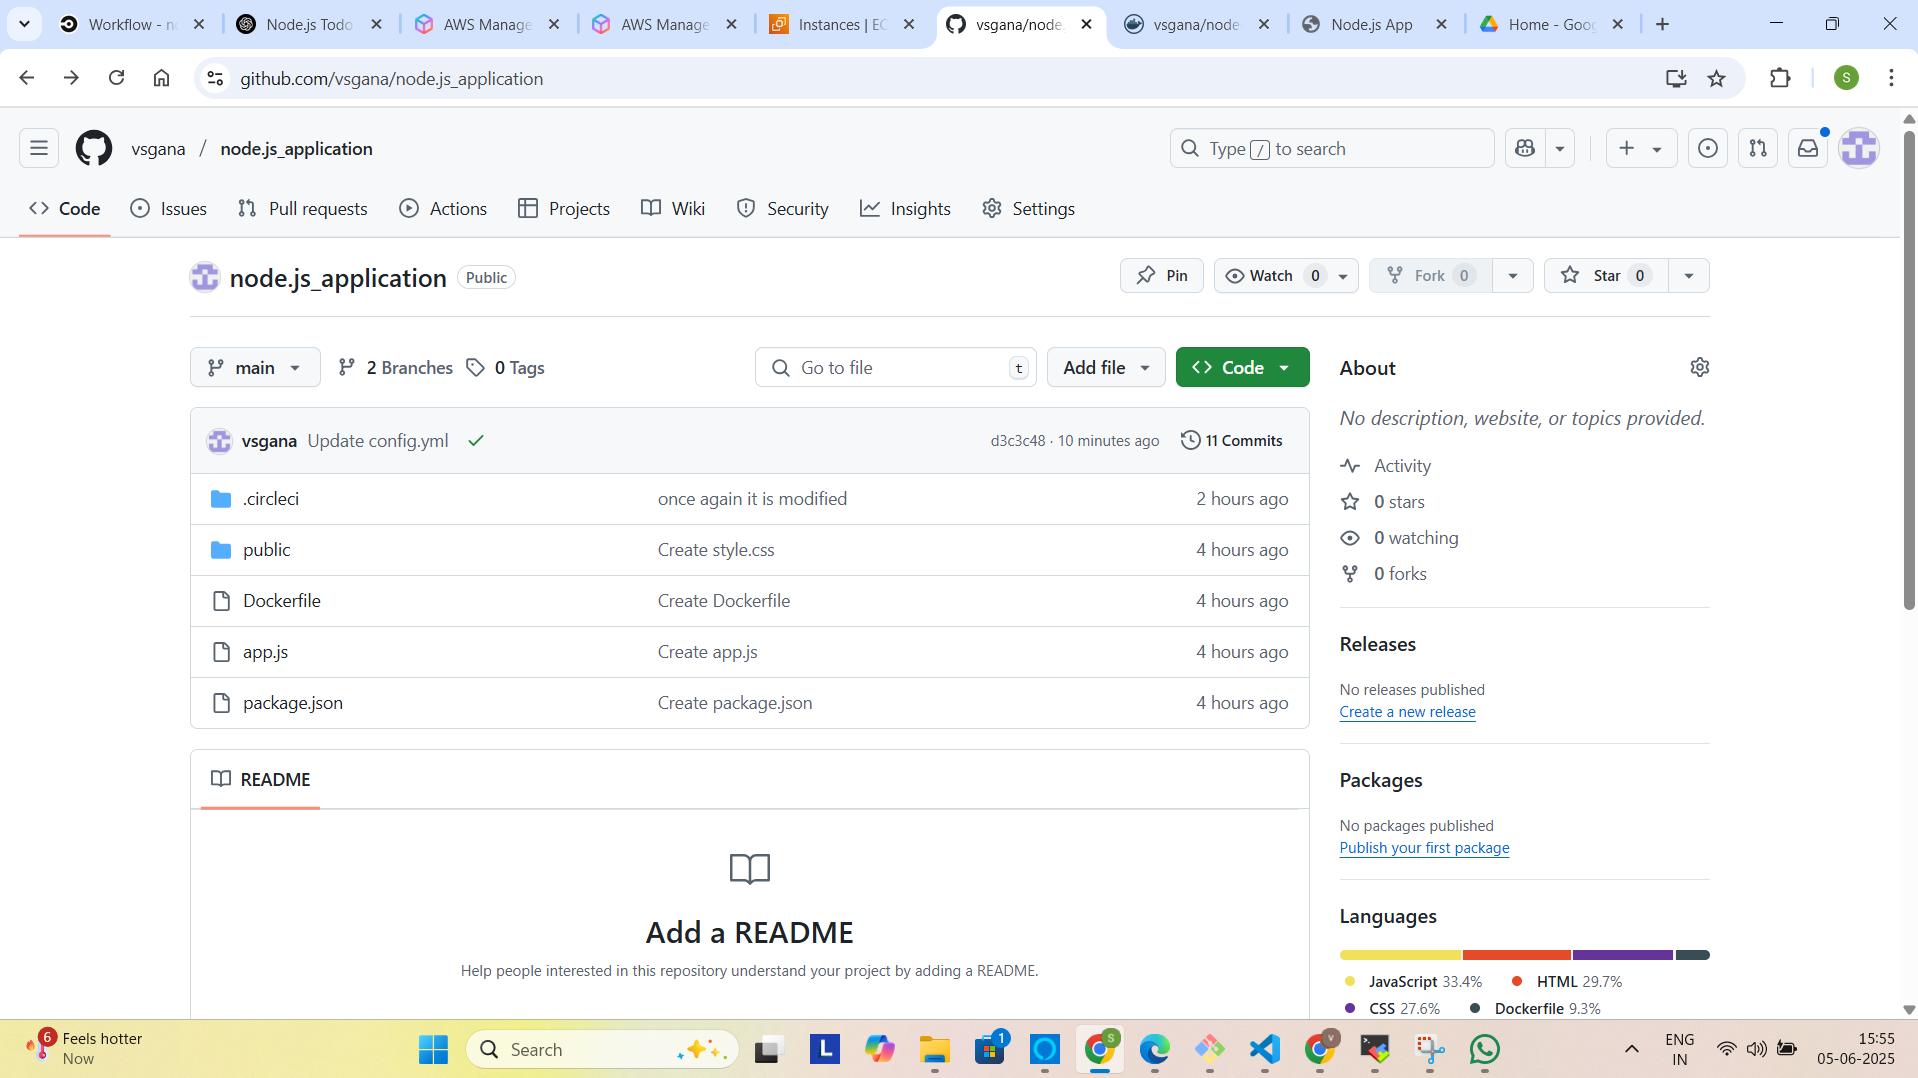 Workflow - no
Node.js Todo
AWS Manage
AWS Manage
Instances | EC
vsgana/node.
vsgana/node
Node.js App
Home - Goog
github.com/vsgana/node.js_application
S
vsgana / node.js_application
Type / to search
Code
Issues
Pull requests
Actions
Projects
Wiki
Security
Insights
Settings
node.js_application
Public
Pin
Watch 0
Fork 0
Star 0
main
2 Branches
0 Tags
Go to file
t
Add file
Code
vsgana Update config.yml
d3c3c48 · 10 minutes ago
11 Commits
.circleci once again it is modified 2 hours ago
public Create style.css 4 hours ago
Dockerfile Create Dockerfile 4 hours ago
app.js Create app.js 4 hours ago
package.json Create package.json 4 hours ago
README
Add a README
Help people interested in this repository understand your project by adding a README.
About
No description, website, or topics provided.
Activity
0 stars
0 watching
0 forks
Releases
No releases published
Create a new release
Packages
No packages published
Publish your first package
Languages
JavaScript 33.4%
HTML 29.7%
CSS 27.6%
Dockerfile 9.3%
6
Feels hotter
Now
Search
L
1
S
V
ENG
IN
15:55
05-06-2025